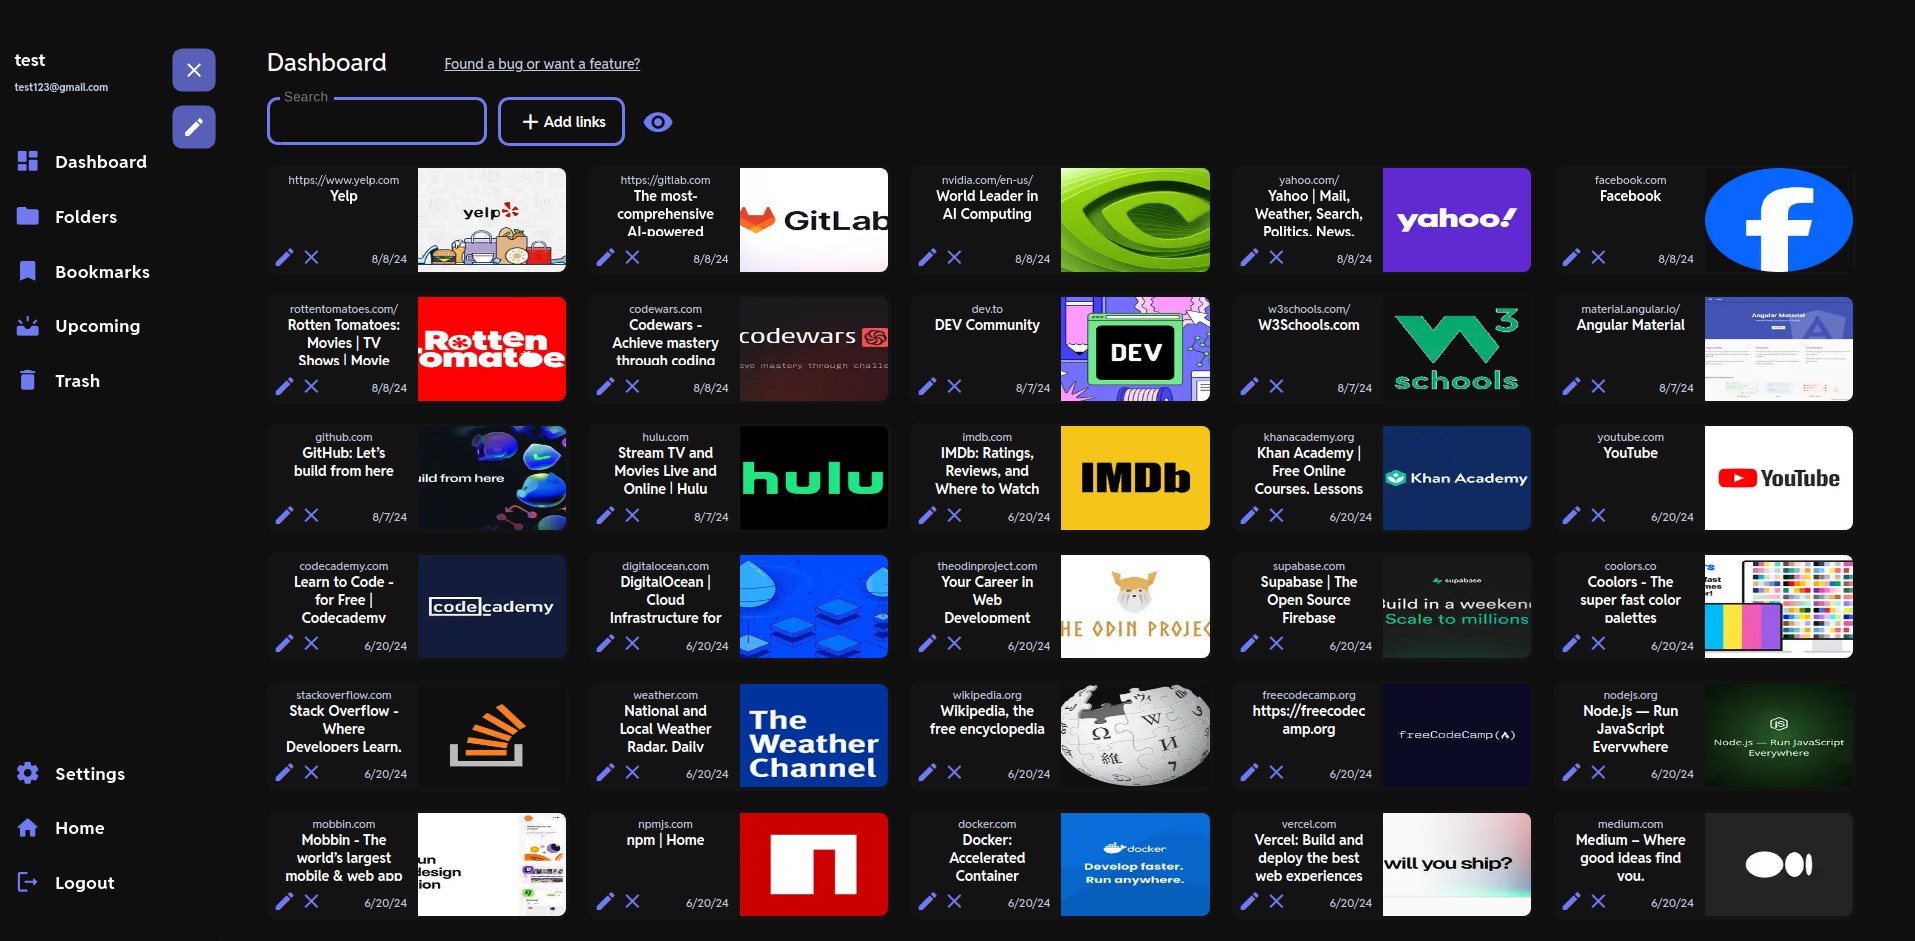 test
test123@gmail.com
Dashboard
Folders
Bookmarks
Upcoming
Trash
Settings
Home
Logout
Dashboard
Found a bug or want a feature?
Search
Add links
https://www.yelp.com
Yelp
8/8/24
yelp
https://gitlab.com
The most-
comprehensive
AI-powered
8/8/24
GitLab
nvidia.com/en-us/
World Leader in
AI Computing
8/8/24
yahoo.com/
Yahoo | Mail,
Weather, Search,
Politics, News,
8/8/24
yahoo!
facebook.com
Facebook
8/8/24
f
rottentomatoes.com/
Rotten Tomatoes:
Movies | TV
Shows | Movie
8/8/24
Rotten
omatoe
codewars.com
Codewars -
Achieve mastery
through coding
8/8/24
codewars
ove mastery through challe
dev.to
DEV Community
8/7/24
DEV
w3schools.com/
W3Schools.com
8/7/24
W3
schools
material.angular.io/
Angular Material
8/7/24
Angular Material
github.com
GitHub: Let's
build from here
8/7/24
uild from here
hulu.com
Stream TV and
Movies Live and
Online | Hulu
8/7/24
hulu
imdb.com
IMDb: Ratings,
Reviews, and
Where to Watch
6/20/24
IMDb
khanacademy.org
Khan Academy |
Free Online
Courses, Lessons
6/20/24
Khan Academy
youtube.com
YouTube
6/20/24
YouTube
codecademy.com
Learn to Code -
for Free |
Codecademy
6/20/24
codecademy
digitalocean.com
DigitalOcean |
Cloud
Infrastructure for
6/20/24
theodinproject.com
Your Career in
Web
Development
6/20/24
HE ODIN PROJEC
supabase.com
Supabase | The
Open Source
Firebase
6/20/24
supabase
Build in a weeken
Scale to millions
coolors.co
Coolors - The
super fast color
palettes
6/20/24
rs
fast
mes
or!
stackoverflow.com
Stack Overflow -
Where
Developers Learn,
6/20/24
weather.com
National and
Local Weather
Radar, Daily
6/20/24
The
Weather
Channel
wikipedia.org
Wikipedia, the
free encyclopedia
6/20/24
Ω
W
維
И
freecodecamp.org
https://freecodec
amp.org
6/20/24
freeCodeCamp
nodejs.org
Node.js — Run
JavaScript
Everywhere
6/20/24
JS
Node.js — Run JavaScript
Everywhere
mobbin.com
Mobbin - The
world's largest
mobile & web app
6/20/24
un
design
ion
npmjs.com
npm | Home
6/20/24
docker.com
Docker:
Accelerated
Container
6/20/24
docker
Develop faster.
Run anywhere.
vercel.com
Vercel: Build and
deploy the best
web experiences
6/20/24
will you ship?
medium.com
Medium – Where
good ideas find
you.
6/20/24